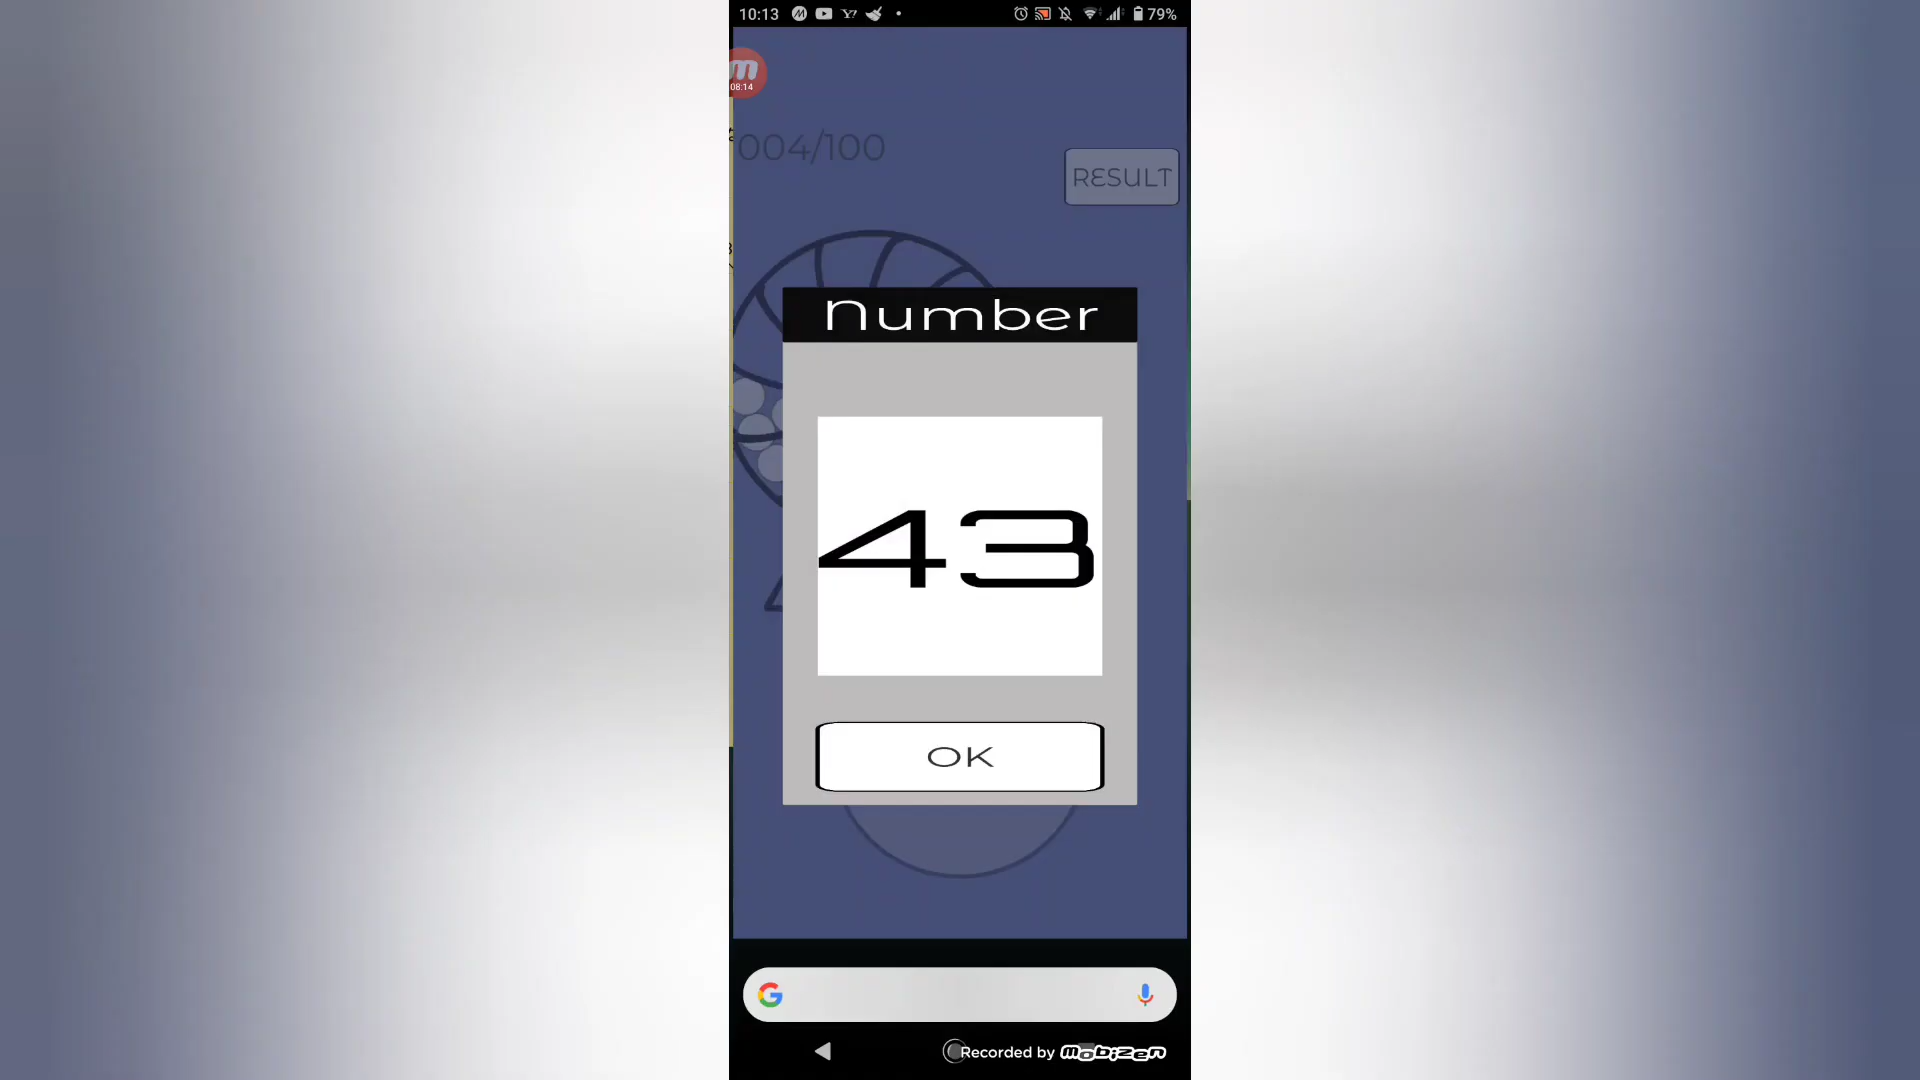 10:13
79%
08:14
004/100
RESULT
Number
43
OK
Recorded by Mobizen